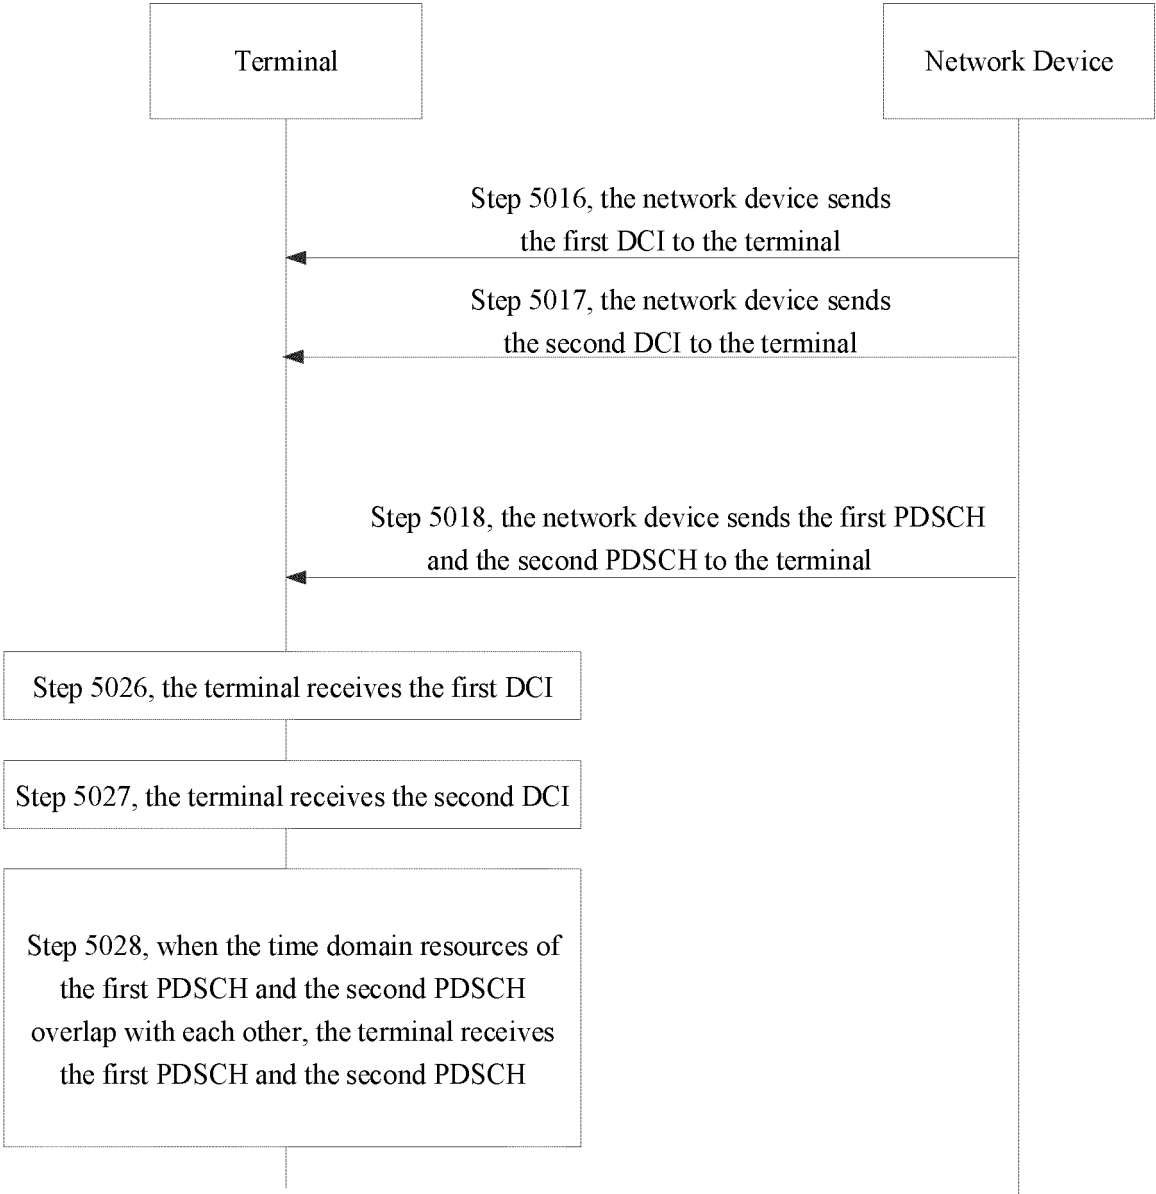 Terminal
Network Device
Step 5016, the network device sends
the first DCI to the terminal
Step 5017, the network device sends
the second DCI to the terminal
Step 5018, the network device sends the first PDSCH
and the second PDSCH to the terminal
Step 5026, the terminal receives the first DCI
Step 5027, the terminal receives the second DCI
Step 5028, when the time domain resources of
the first PDSCH and the second PDSCH
overlap with each other, the terminal receives
the first PDSCH and the second PDSCH